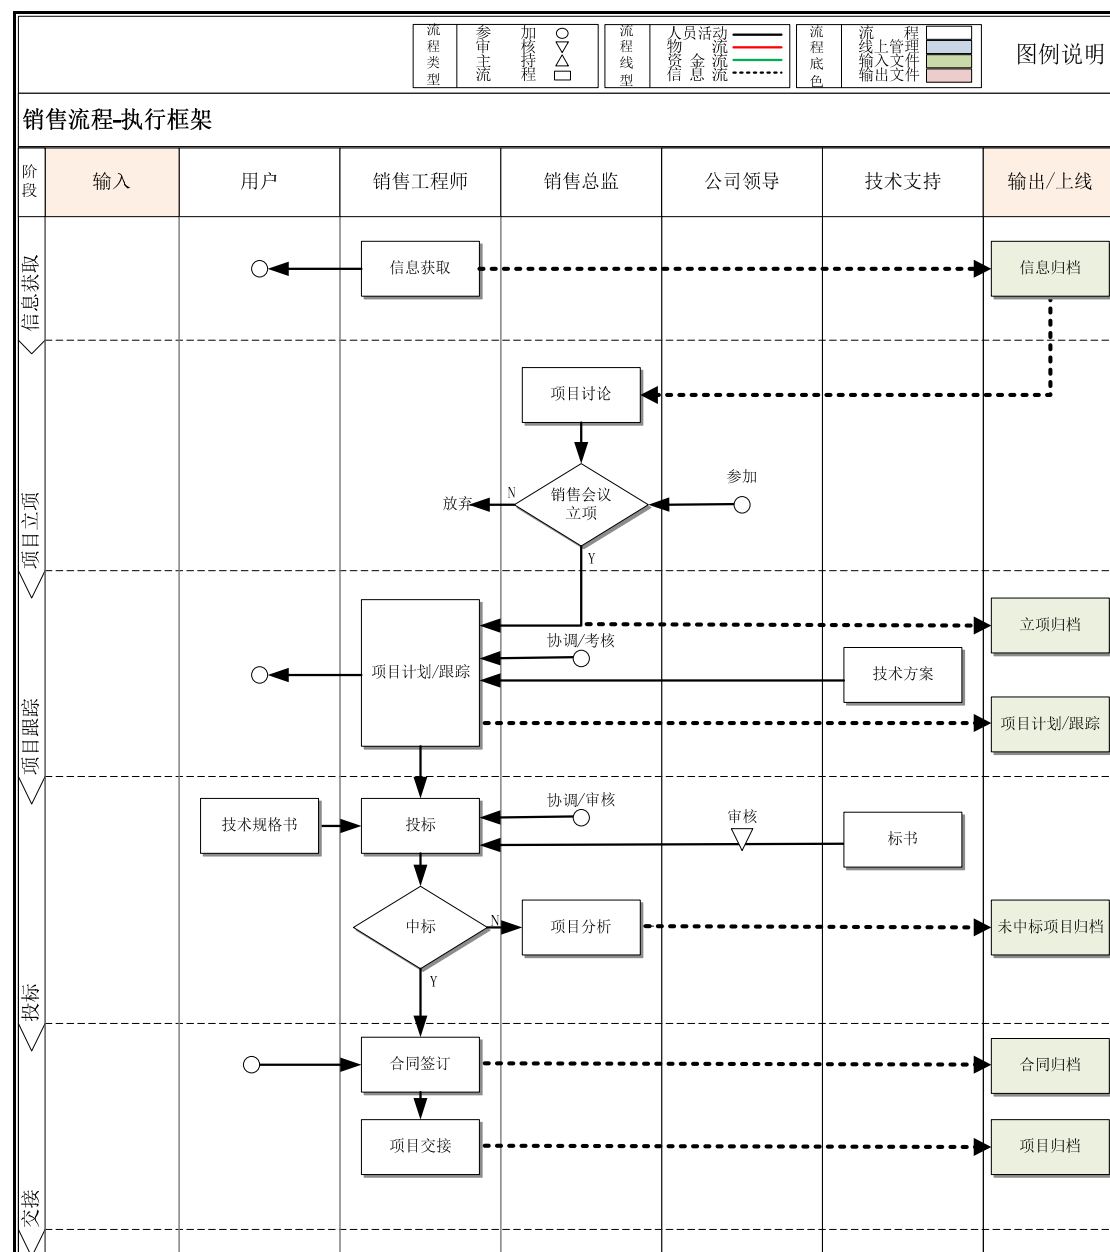 流程类型
参 加
审 核
主 持
流 程
流程线型
人员活动
物 流
资 金 流
信 息 流
流程底色
流 程
线上管理
输入文件
输出文件
图例说明
销售流程-执行框架
阶段
输入
用户
销售工程师
销售总监
公司领导
技术支持
输出/上线
信息获取
信息获取
信息归档
项目立项
项目讨论
销售会议
立项
参加
放弃
N
Y
项目跟踪
立项归档
协调/考核
项目计划/跟踪
技术方案
项目计划/跟踪
投标
协调/审核
技术规格书
投标
审核
标书
中标
N
项目分析
未中标项目归档
Y
交接
合同签订
合同归档
项目交接
项目归档